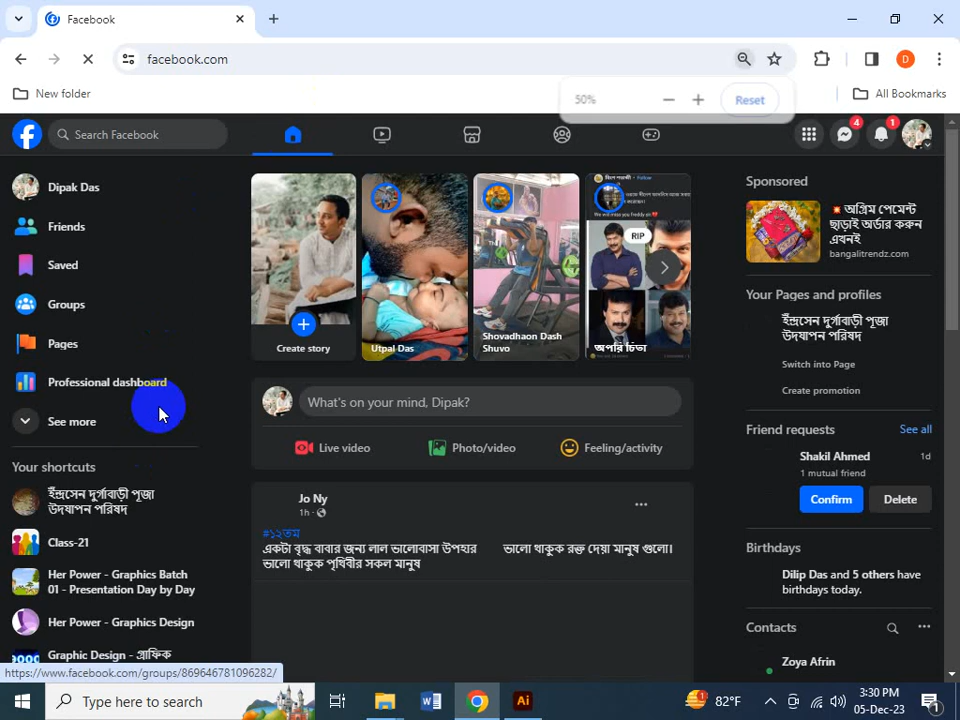 Facebook
facebook.com
New folder
All Bookmarks
50%
Reset
Search Facebook
4
1
Dipak Das
Friends
Saved
Groups
Pages
Professional dashboard
See more
Your shortcuts
ইঁন্দ্রসেন দুর্গাবাড়ী পূজা
উদযাপন পরিষদ
Class-21
Her Power - Graphics Batch
01 - Presentation Day by Day
Her Power - Graphics Design
Graphic Design - গ্রাফিক
https://www.facebook.com/groups/869646781096282/
Create story
Utpal Das
Shovadhaon Dash
Shuvo
Follow
RIP
অপরিচিতা
What's on your mind, Dipak?
Live video
Photo/video
Feeling/activity
Jo Ny
1h
#১২তম
একটা বৃদ্ধ বাবার জন্য লাল ভালোবাসা উপহার
ভালো থাকুক পৃথিবীর সকল মানুষ
ভালো থাকুক রক্ত দেয়া মানুষ গুলো।
Sponsored
অগ্রিম পেমেন্ট
ছাড়াই অর্ডার করুন
এখনই
bangalitrendz.com
Your Pages and profiles
ইঁন্দ্রসেন দুর্গাবাড়ী পূজা
উদযাপন পরিষদ
Switch into Page
Create promotion
Friend requests
See all
Shakil Ahmed
1d
1 mutual friend
Confirm
Delete
Birthdays
Dilip Das and 5 others have
birthdays today.
Contacts
Zoya Afrin
Type here to search
82°F
3:30 PM
05-Dec-23